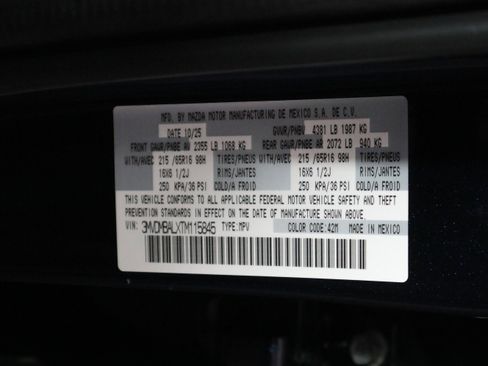 MFD. BY MAZDA MOTOR MANUFACTURING DE MEXICO S.A. DE C.V.
DATE 10/25 GVWR/PNBV 4381 LB 1987 KG
FRONT GAWR/PNBE AV 2355 LB 1068 KG REAR GAWR/PNBE AR 2072 LB 940 KG
WITH/AVEC 215 /65R16 98H TIRES/PNEUS WITH/AVEC 215 /65R16 98H TIRES/PNEUS
16X6 1/2J RIMS/JANTES 16X6 1/2J RIMS/JANTES
250 KPA/36 PSI COLD/A FROID 250 KPA/36 PSI COLD/A FROID
THIS VEHICLE CONFORMS TO ALL APPLICABLE FEDERAL MOTOR VEHICLE SAFETY AND THEFT
PREVENTION STANDARDS IN EFFECT ON THE DATE OF MANUFACTURE SHOWN ABOVE.
VIN: 3MVDMBALXTM115845 TYPE:MPV COLOR CODE: 42M MADE IN MEXICO